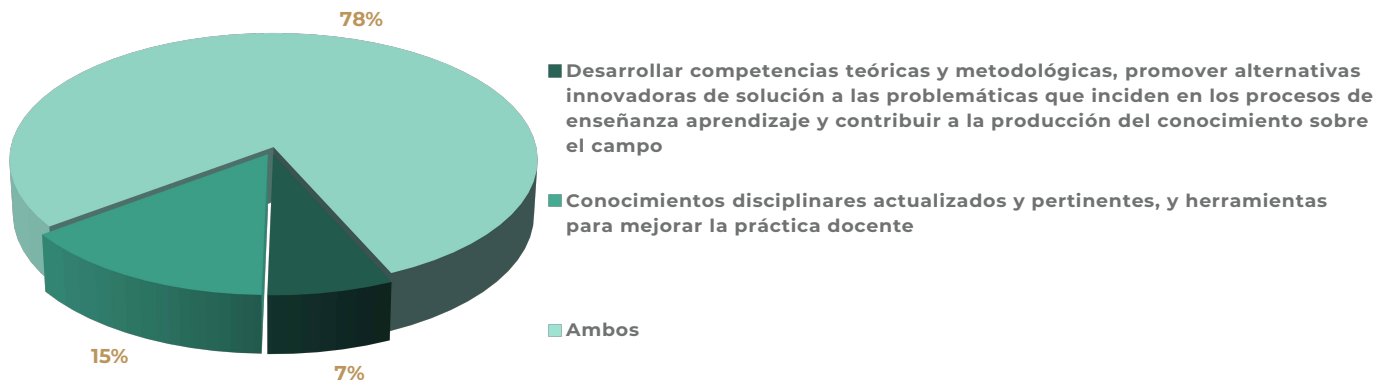 78%
Desarrollar competencias teóricas y metodológicas, promover alternativas
innovadoras de solución a las problemáticas que inciden en los procesos de
enseñanza aprendizaje y contribuir a la producción del conocimiento sobre
el campo
Conocimientos disciplinares actualizados y pertinentes, y herramientas
para mejorar la práctica docente
Ambos
15%
7%